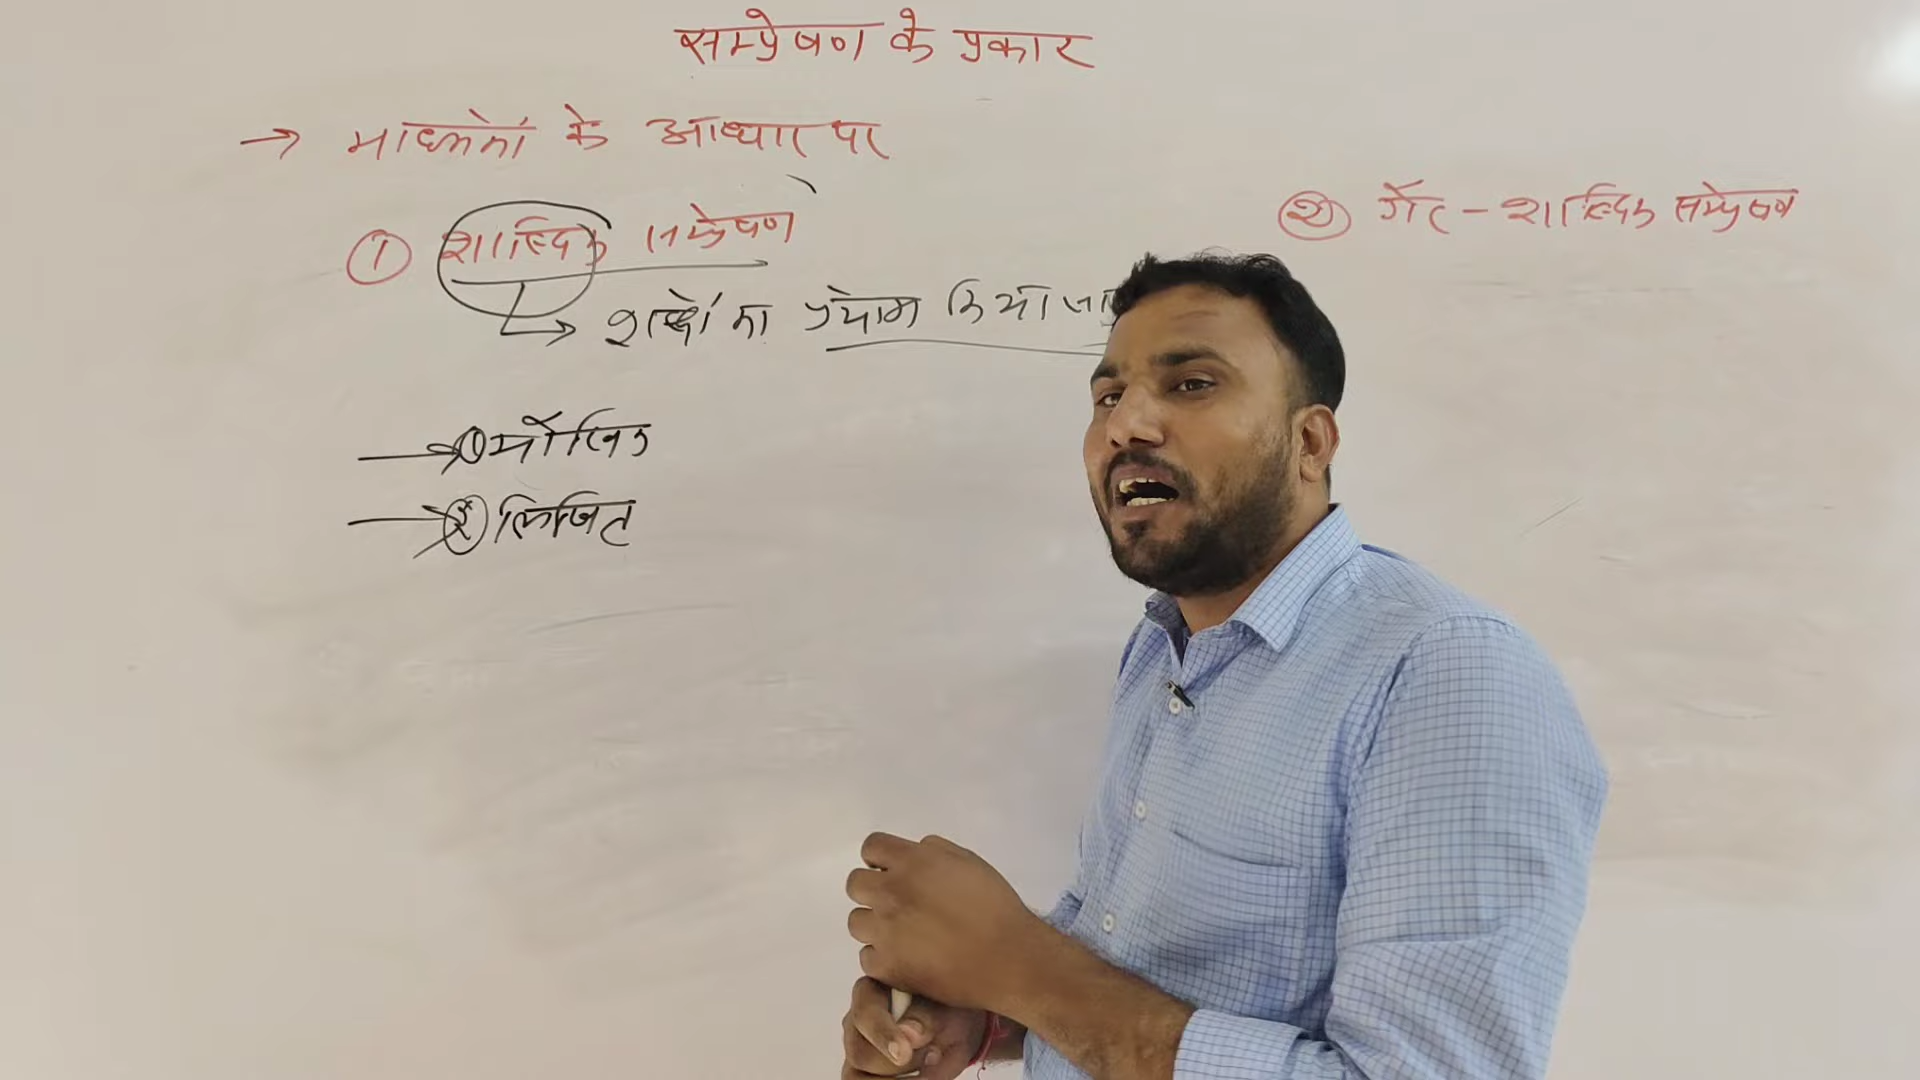 सम्प्रेषण के प्रकार
→ माध्यमों के आधार पर
① शाब्दिक सम्प्रेषण
→ शब्दों का प्रयोग किया जा
→ ① मौखिक
→ ② लिखित
② गैर - शाब्दिक सम्प्रेषण